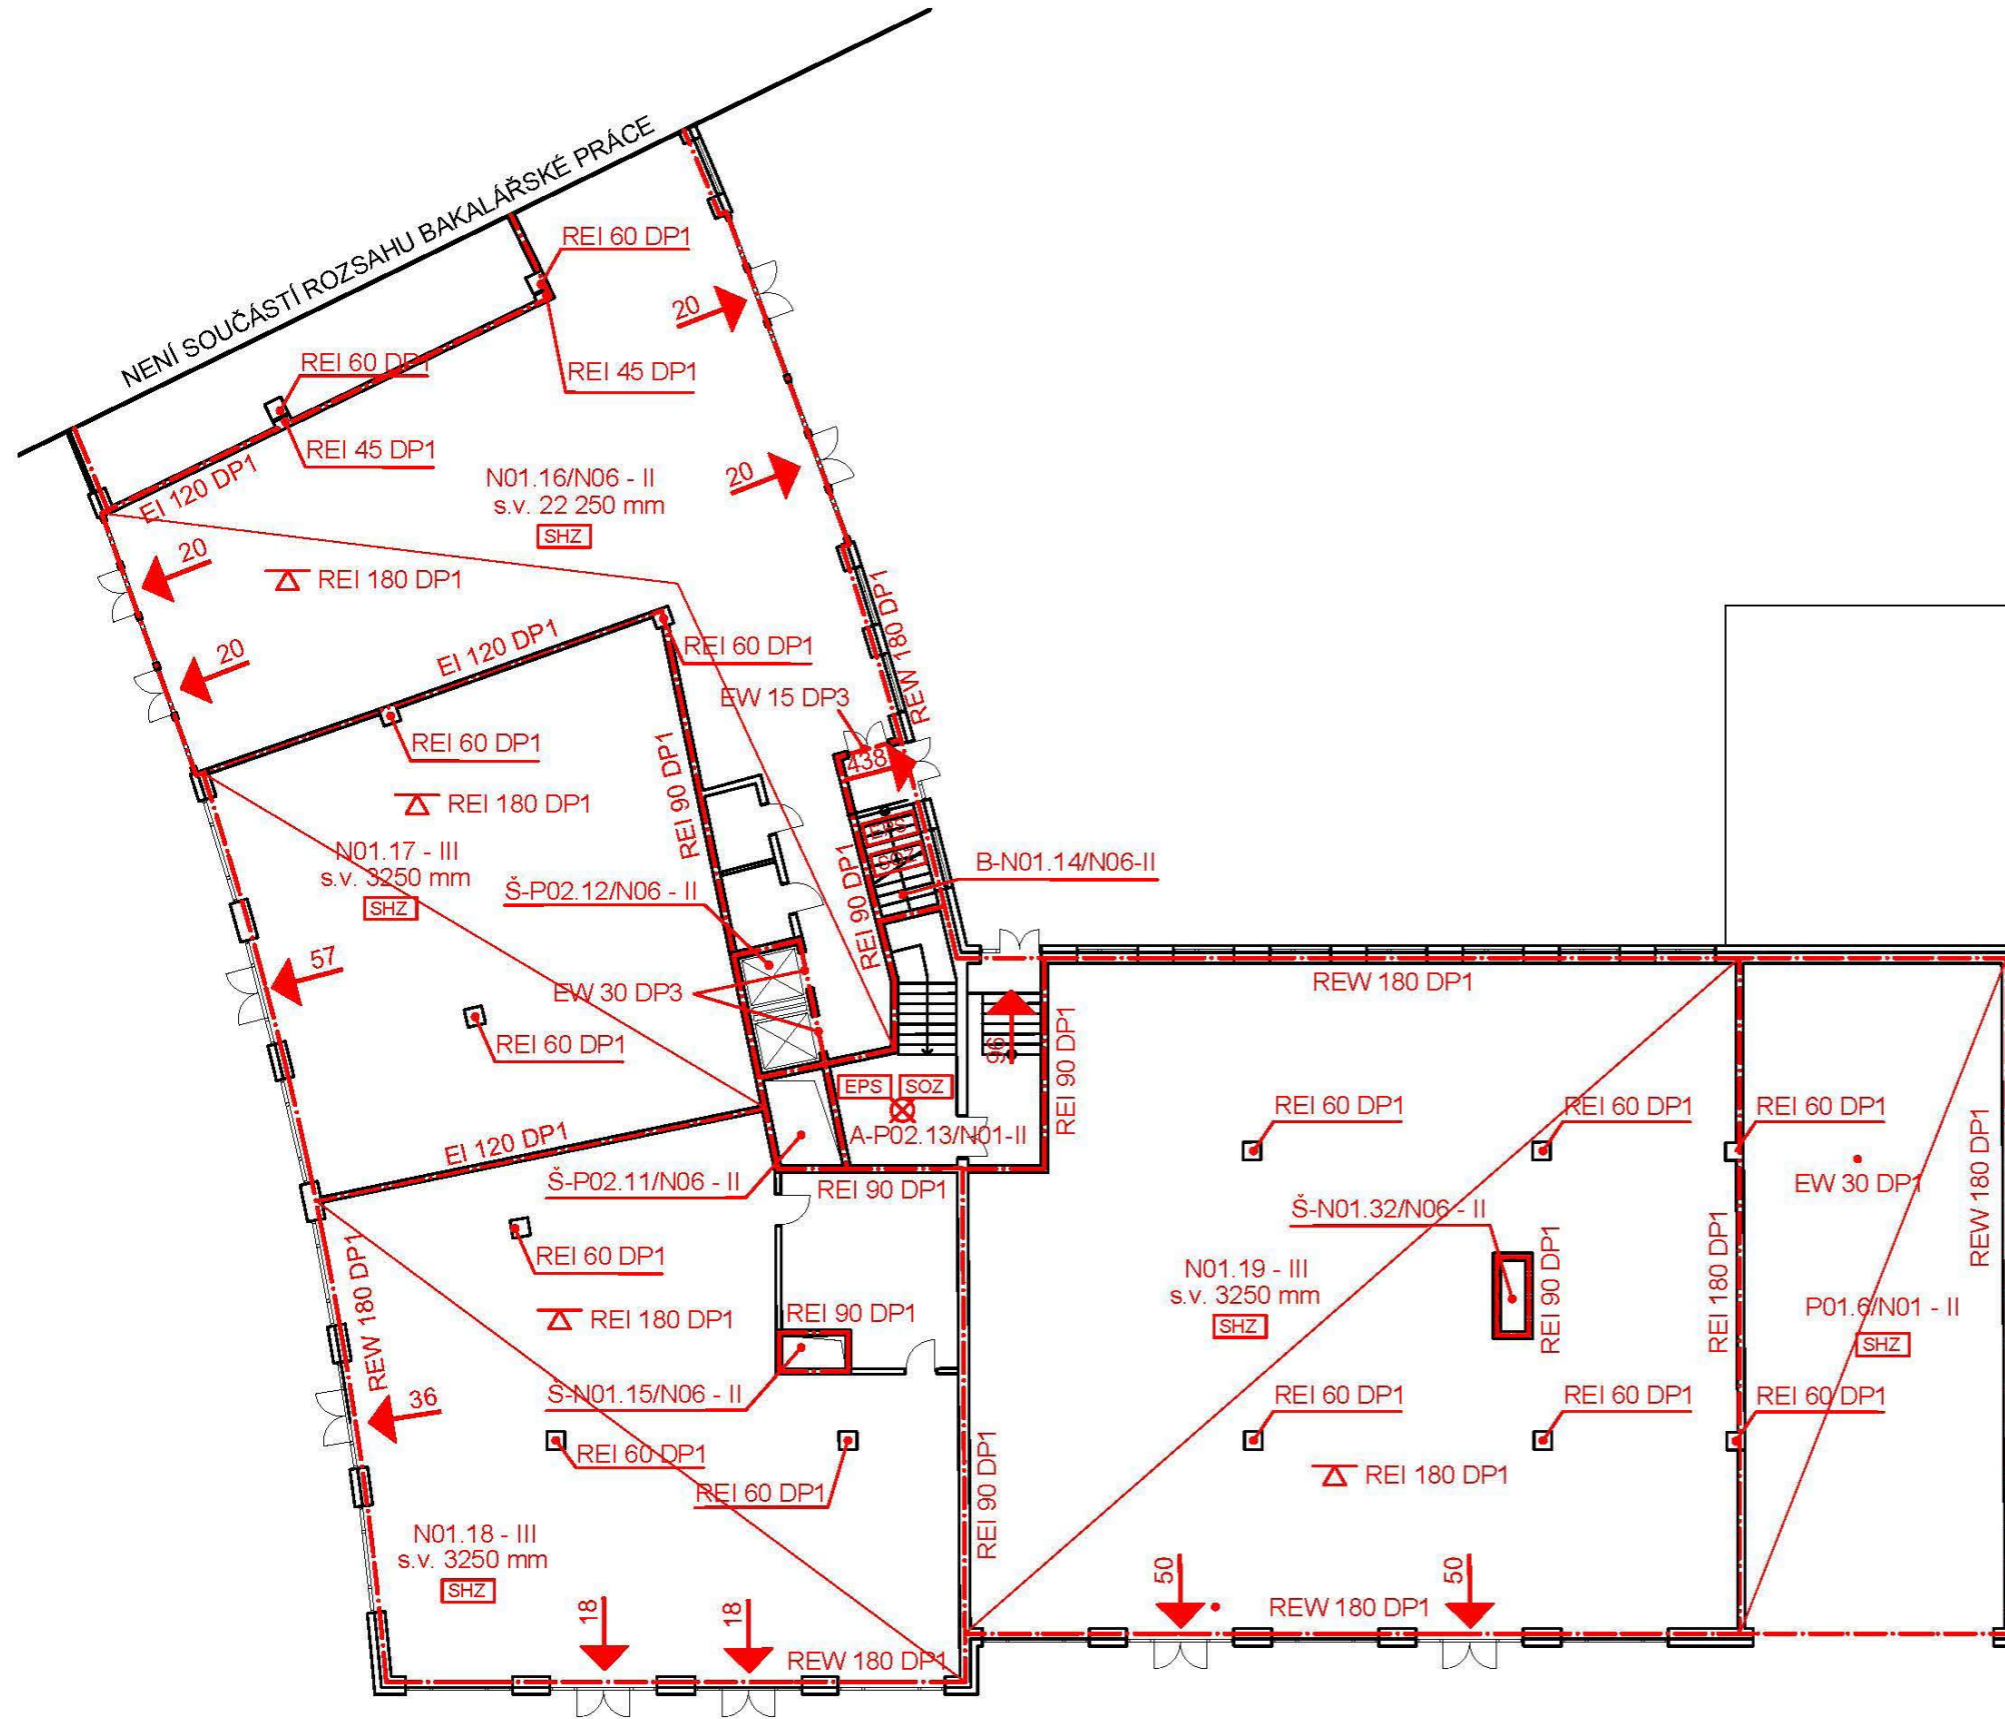 NENÍ SOUČÁSTÍ ROZSAHU BAKALÁŘSKÉ PRÁCE
REI 60 DP1
REI 60 DP1
REI 45 DP1
REI 45 DP1
EI 120 DP1
20
20
20
20
N01.16/N06 - II
s.v. 22 250 mm
SHZ
REI 180 DP1
REW 180 DP1
EI 120 DP1
REI 60 DP1
EW 15 DP3
REI 60 DP1
REI 90 DP1
438
REI 180 DP1
N01.17 - III
s.v. 3250 mm
SHZ
EPS
SOZ
B-N01.14/N06-II
Š-P02.12/N06 - II
REI 90 DP1
57
EW 30 DP3
REI 60 DP1
REW 180 DP1
96
REI 90 DP1
EPS
SOZ
A-P02.13/N01-II
EI 120 DP1
Š-P02.11/N06 - II
REI 90 DP1
REI 60 DP1
REI 60 DP1
REI 60 DP1
EW 30 DP1
REW 180 DP1
Š-N01.32/N06 - II
REI 90 DP1
REI 180 DP1
N01.19 - III
s.v. 3250 mm
SHZ
P01.6/N01 - II
SHZ
REI 60 DP1
REW 180 DP1
REI 180 DP1
REI 90 DP1
Š-N01.15/N06 - II
36
REI 60 DP1
REI 60 DP1
REI 60 DP1
REI 60 DP1
REI 60 DP1
REI 90 DP1
REI 180 DP1
N01.18 - III
s.v. 3250 mm
SHZ
18
18
REW 180 DP1
50
50
REW 180 DP1